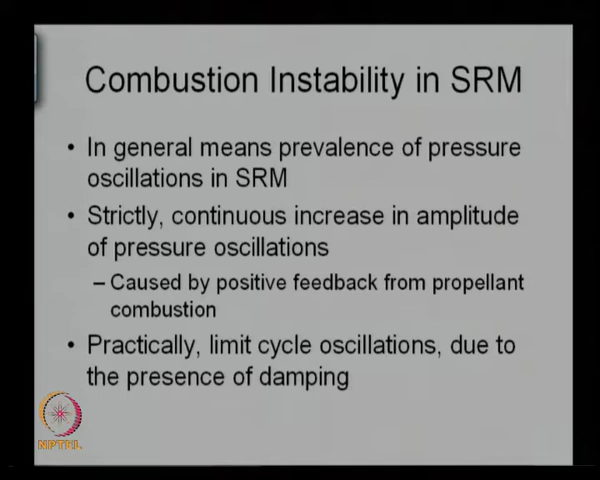 Combustion Instability in SRM
• In general means prevalence of pressure
oscillations in SRM
• Strictly, continuous increase in amplitude
of pressure oscillations
– Caused by positive feedback from propellant
combustion
• Practically, limit cycle oscillations, due to
the presence of damping
NPTEL